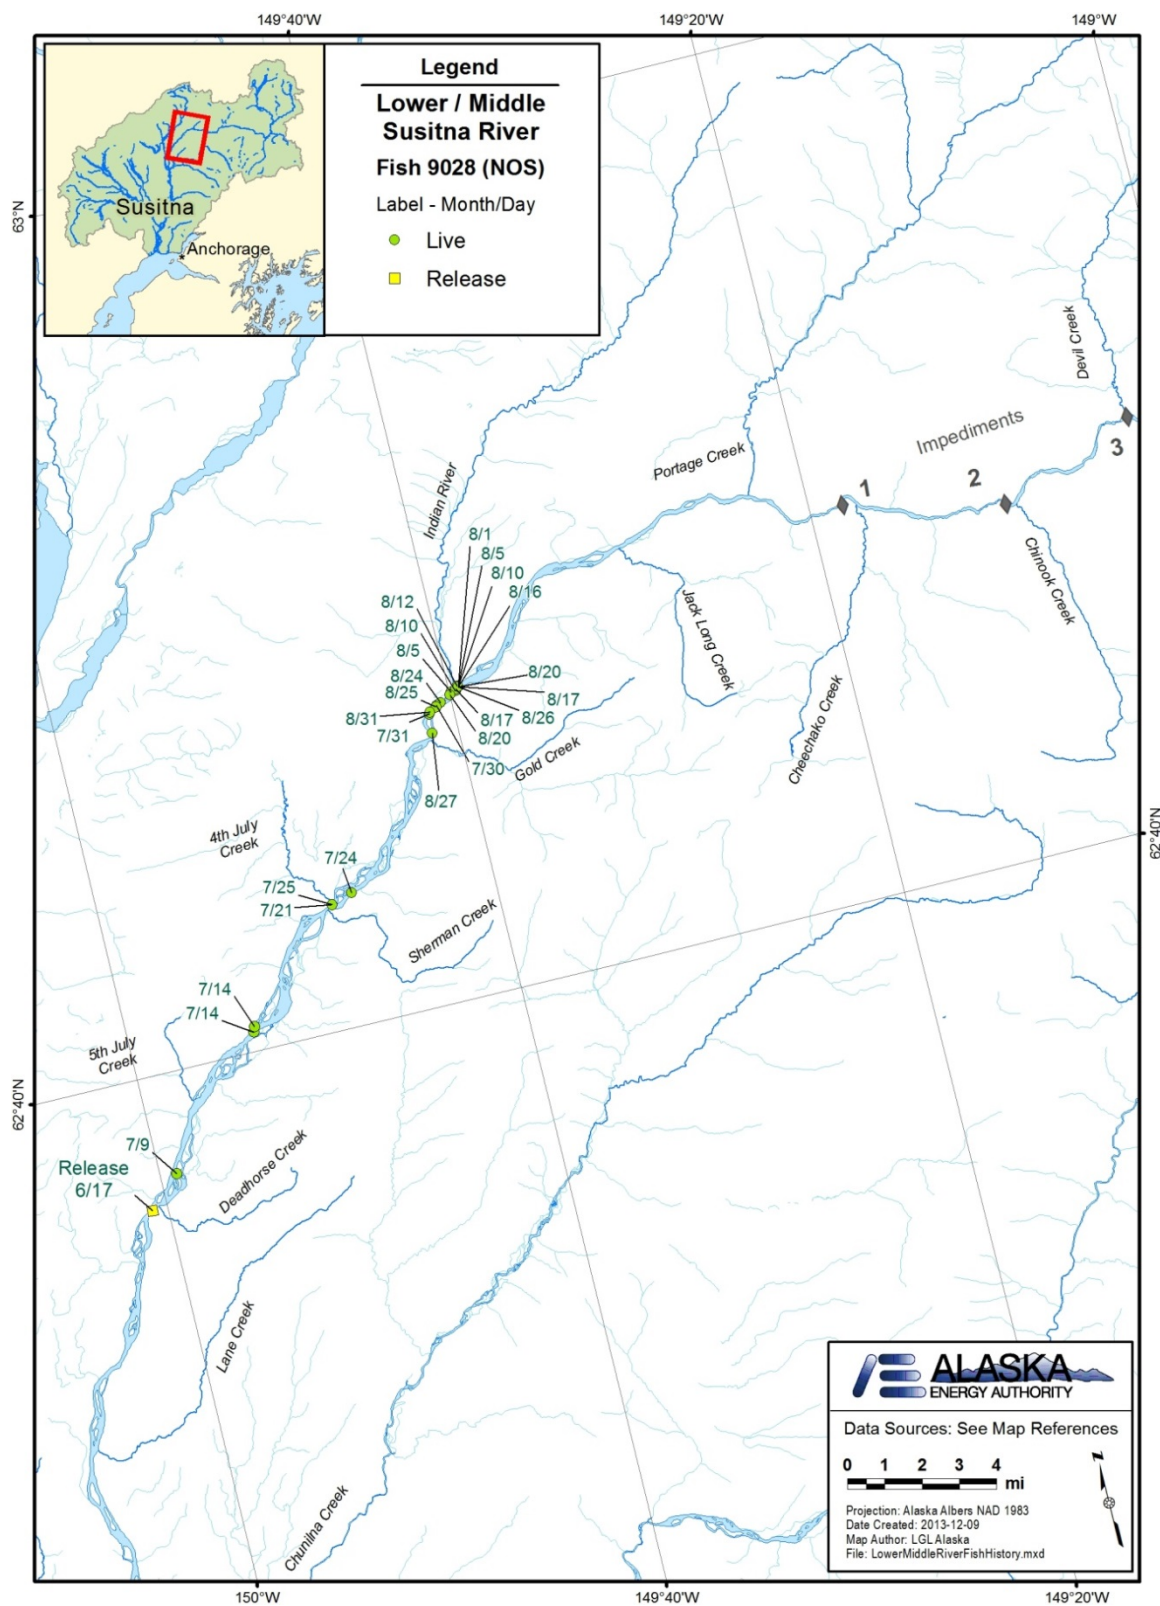 149°40'W
149°20'W
149°W
Legend
Lower / Middle
Susitna River
Fish 9028 (NOS)
Label - Month/Day
Live
Release
Susitna
Anchorage
63°N
Devil Creek
Impediments
3
2
1
Portage Creek
Indian River
8/1
8/5
8/10
8/16
8/12
8/10
8/5
8/24
8/25
8/31
7/31
8/20
8/17
8/26
8/17
8/20
7/30
8/27
Gold Creek
Jack Long Creek
Cheechako Creek
Chinook Creek
62°40'N
4th July
Creek
7/24
7/25
7/21
Sherman Creek
7/14
7/14
5th July
Creek
62°40'N
7/9
Release
6/17
Deadhorse Creek
Lane Creek
Chunilna Creek
ALASKA
ENERGY AUTHORITY
Data Sources: See Map References
0 1 2 3 4
mi
Z
Projection: Alaska Albers NAD 1983
Date Created: 2013-12-09
Map Author: LGL Alaska
File: LowerMiddleRiverFishHistory.mxd
150°W
149°40'W
149°20'W